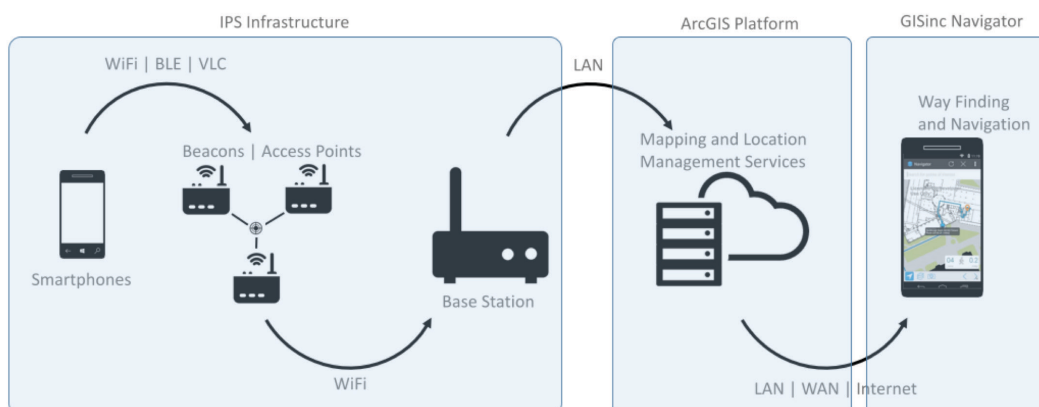 IPS Infrastructure
ArcGIS Platform
GISinc Navigator
WiFi | BLE | VLC
LAN
Way Finding
and Navigation
Beacons | Access Points
Mapping and Location
Management Services
Navigator
Smartphones
Base Station
WiFi
LAN | WAN | Internet